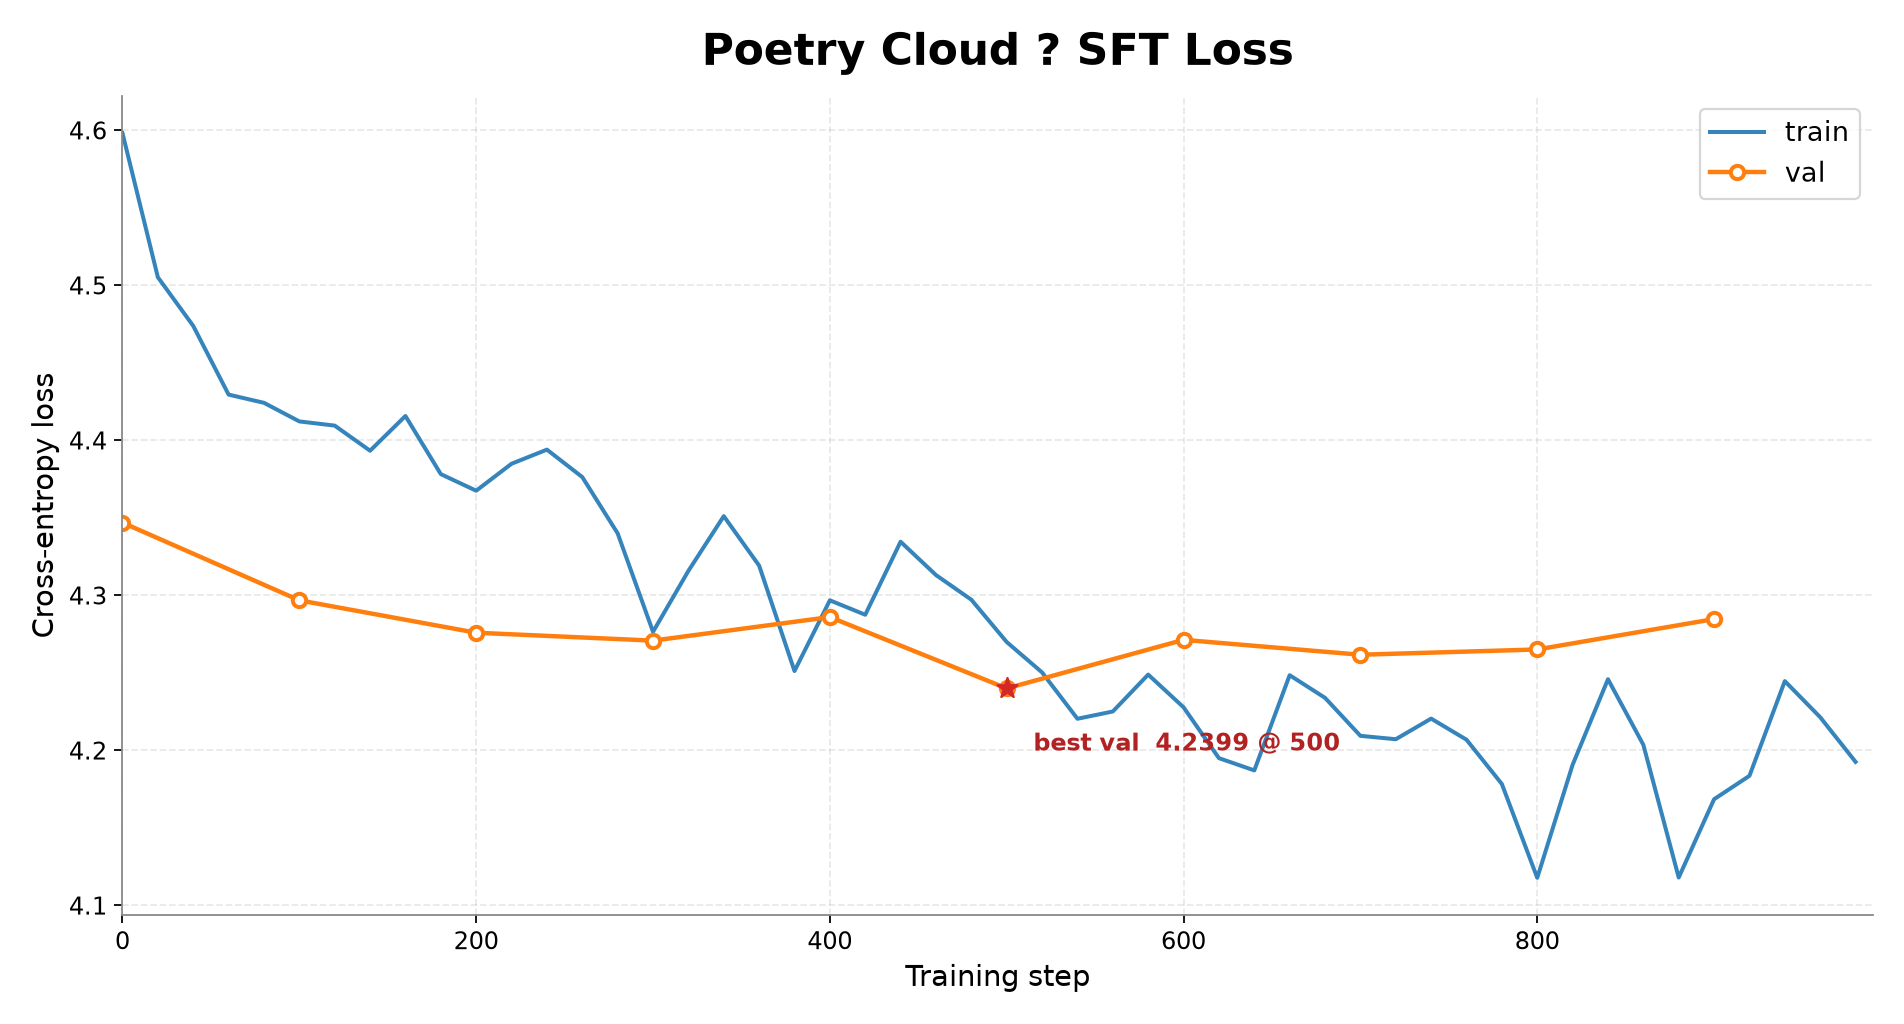 Poetry Cloud ? SFT Loss
train
val
4.6
4.5
4.4
4.3
4.2
4.1
Cross-entropy loss
best val  4.2399 @ 500
0
200
400
600
800
Training step